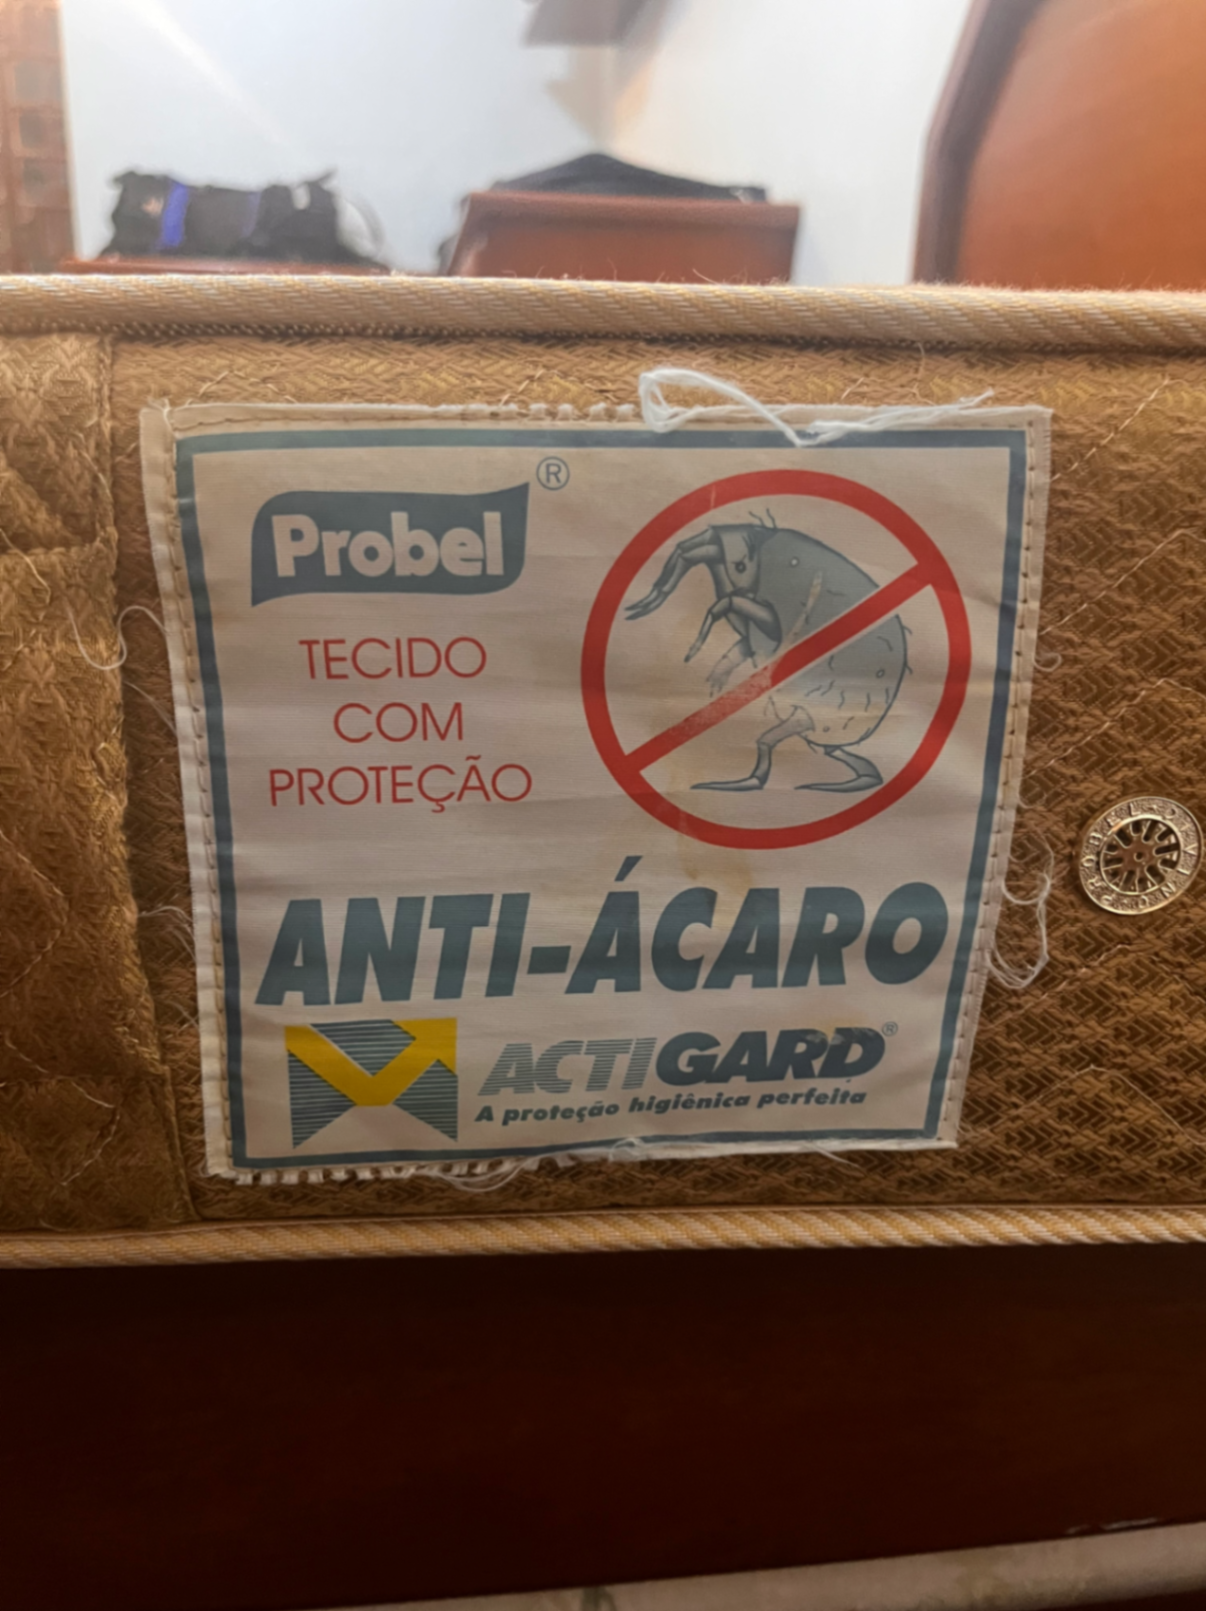 Probel®
TECIDO
COM
PROTEÇÃO
ANTI-ÁCARO
ACTIGARD®
A proteção higiênica perfeita